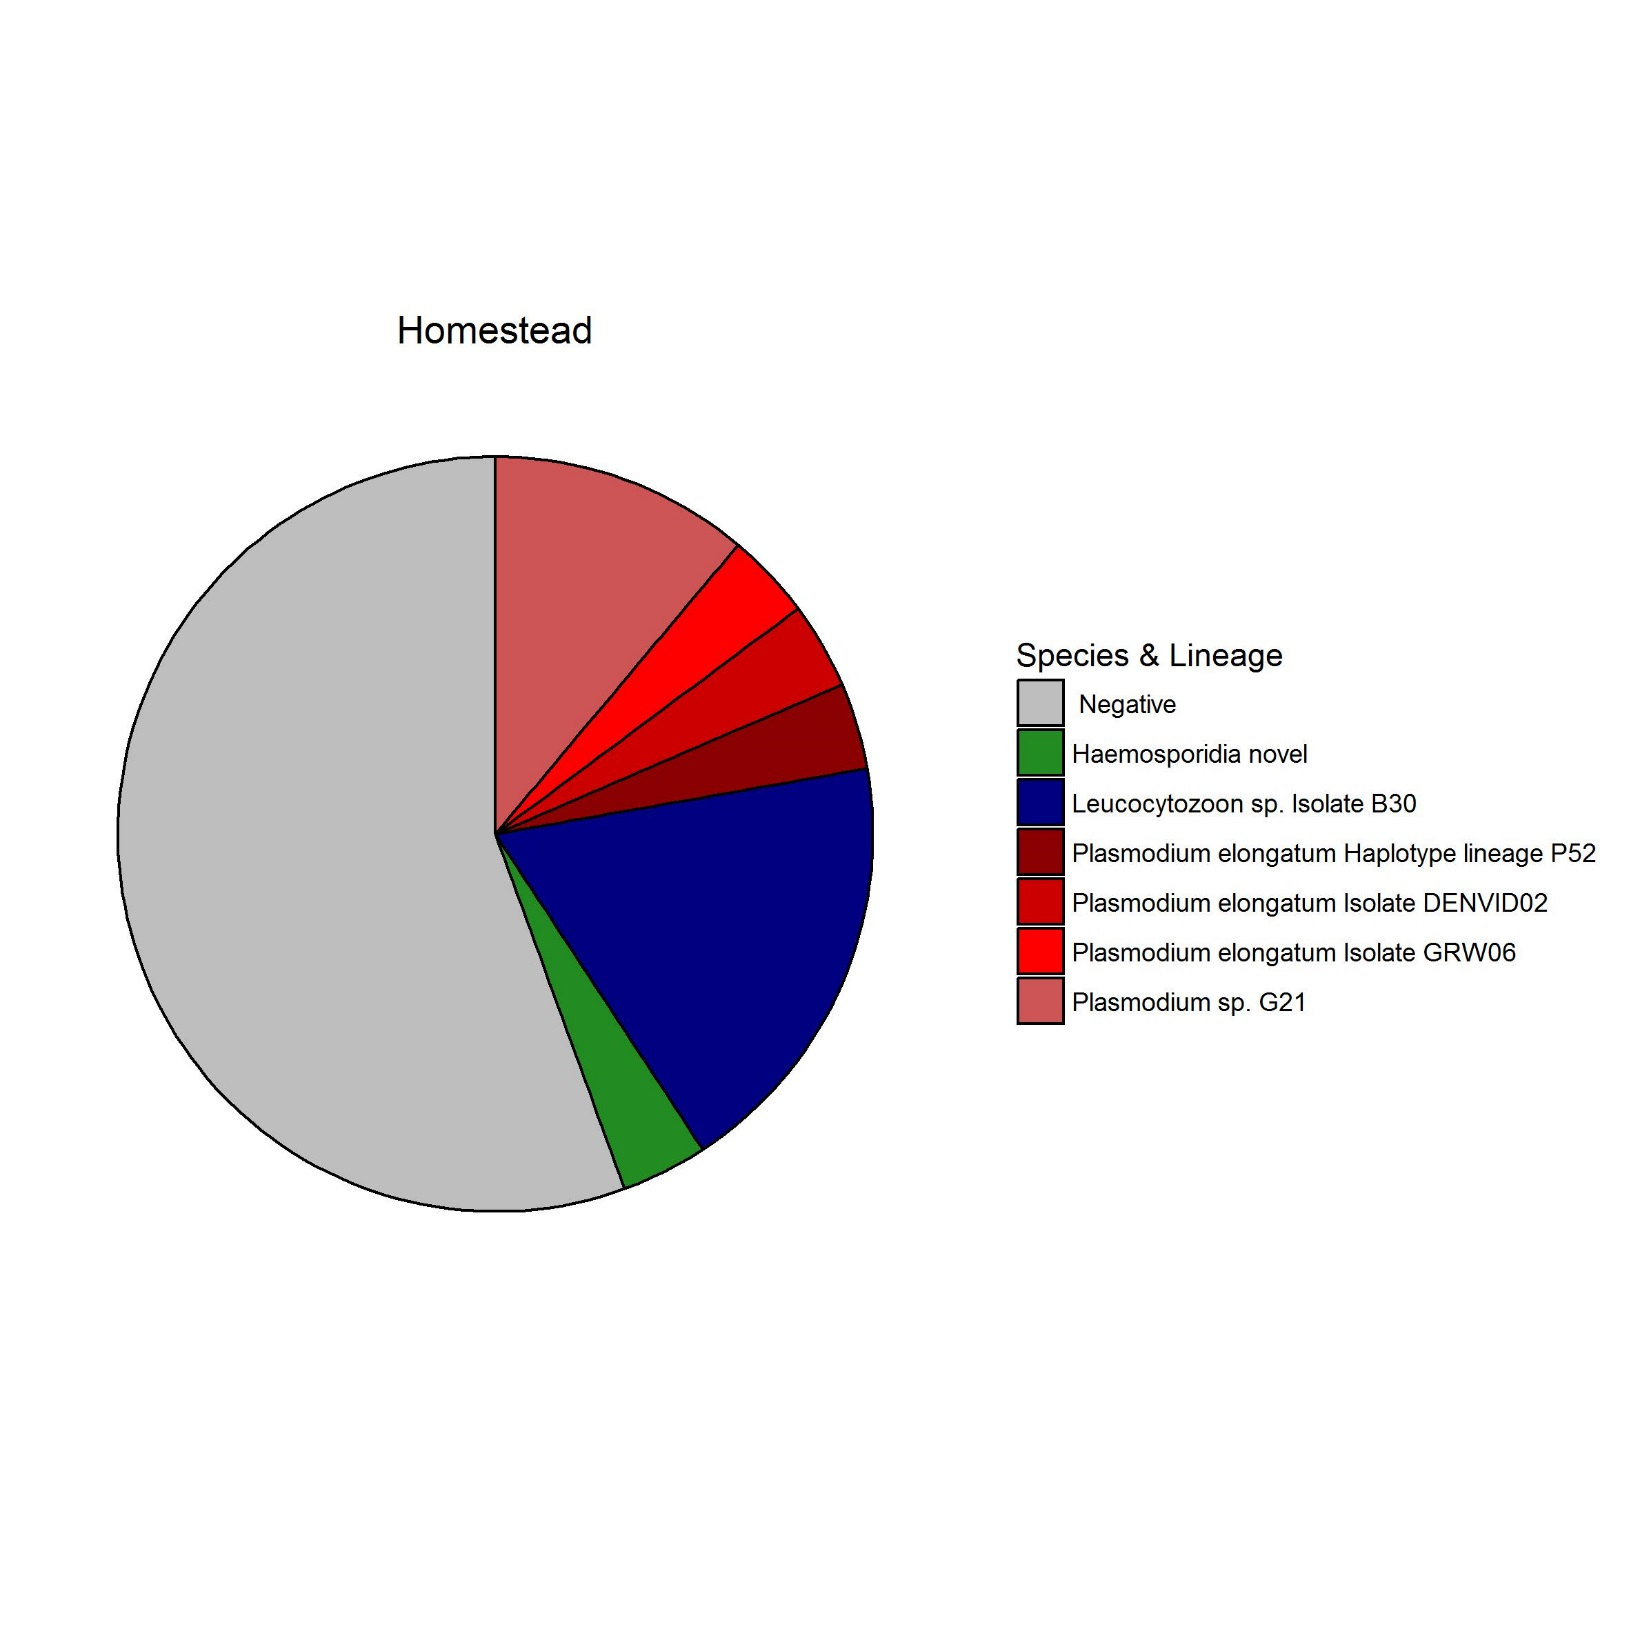 Homestead
Species & Lineage
Negative
Haemosporidia novel
Leucocytozoon sp. Isolate B30
Plasmodium elongatum Haplotype lineage P52
Plasmodium elongatum Isolate DENVID02
Plasmodium elongatum Isolate GRW06
Plasmodium sp. G21